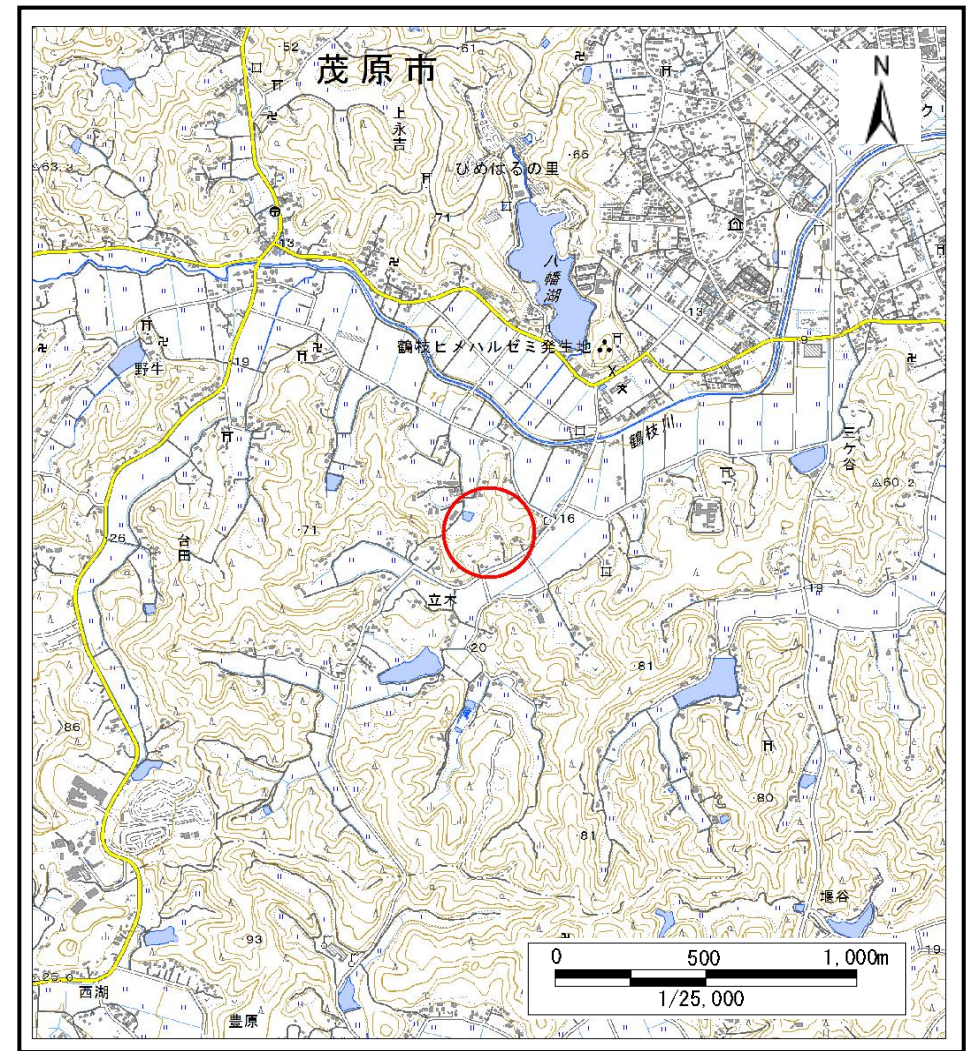 52
61
茂原市
N
上永吉
65
ひめはるの里
63.3
71
13
八幡湖
13
鶴枝ヒメハルゼミ発生地
9
19
野牛
鶴枝川
三ケ谷
60.2
71
16
26
台田
立木
19
20
81
86
80
81
堰谷
93
19
0 500 1,000m
1/25,000
西湖
豊原